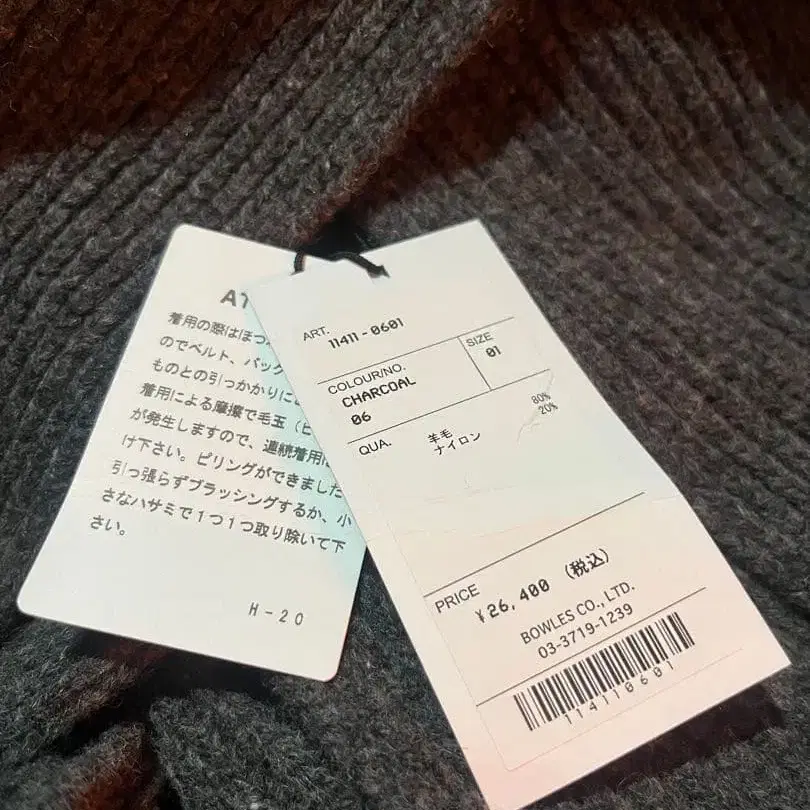 AT
着用の際はほつ
のでベルト、バッグ
ものとの引っかかりに
着用による摩擦で毛玉（ピ
が発生しますので、連続着用
け下さい。ピリングができました
引っ張らずブラッシングするか、小
さなハサミで1つ1つ取り除いて下
さい。
H-20
ART.
11411-0601
COLOUR/NO.
CHARCOAL
06
SIZE
01
QUA.
羊毛 80%
ナイロン 20%
PRICE
¥26,400 (税込)
BOWLES CO., LTD.
03-3719-1239
114110601